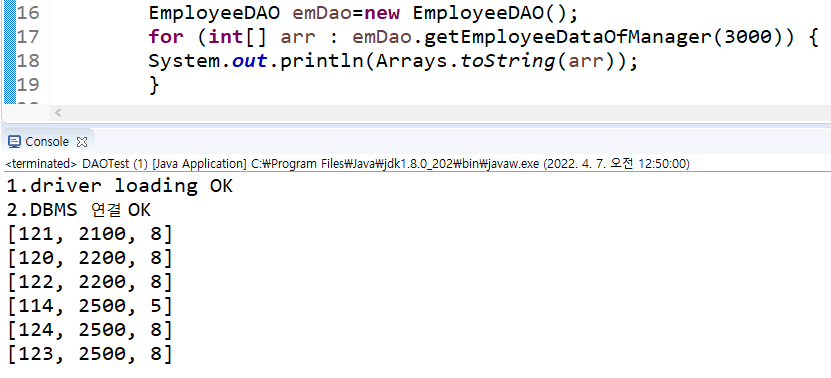 16 EmployeeDAO emDao=new EmployeeDAO();
17 for (int[] arr : emDao.getEmployeeDataOfManager(3000)) {
18 System.out.println(Arrays.toString(arr));
19 }
Console
<terminated> DAOTest (1) [Java Application] C:₩Program Files₩Java₩jdk1.8.0_202₩bin₩javaw.exe (2022. 4. 7. 오전 12:50:00)
1.driver loading OK
2.DBMS 연결 OK
[121, 2100, 8]
[120, 2200, 8]
[122, 2200, 8]
[114, 2500, 5]
[124, 2500, 8]
[123, 2500, 8]